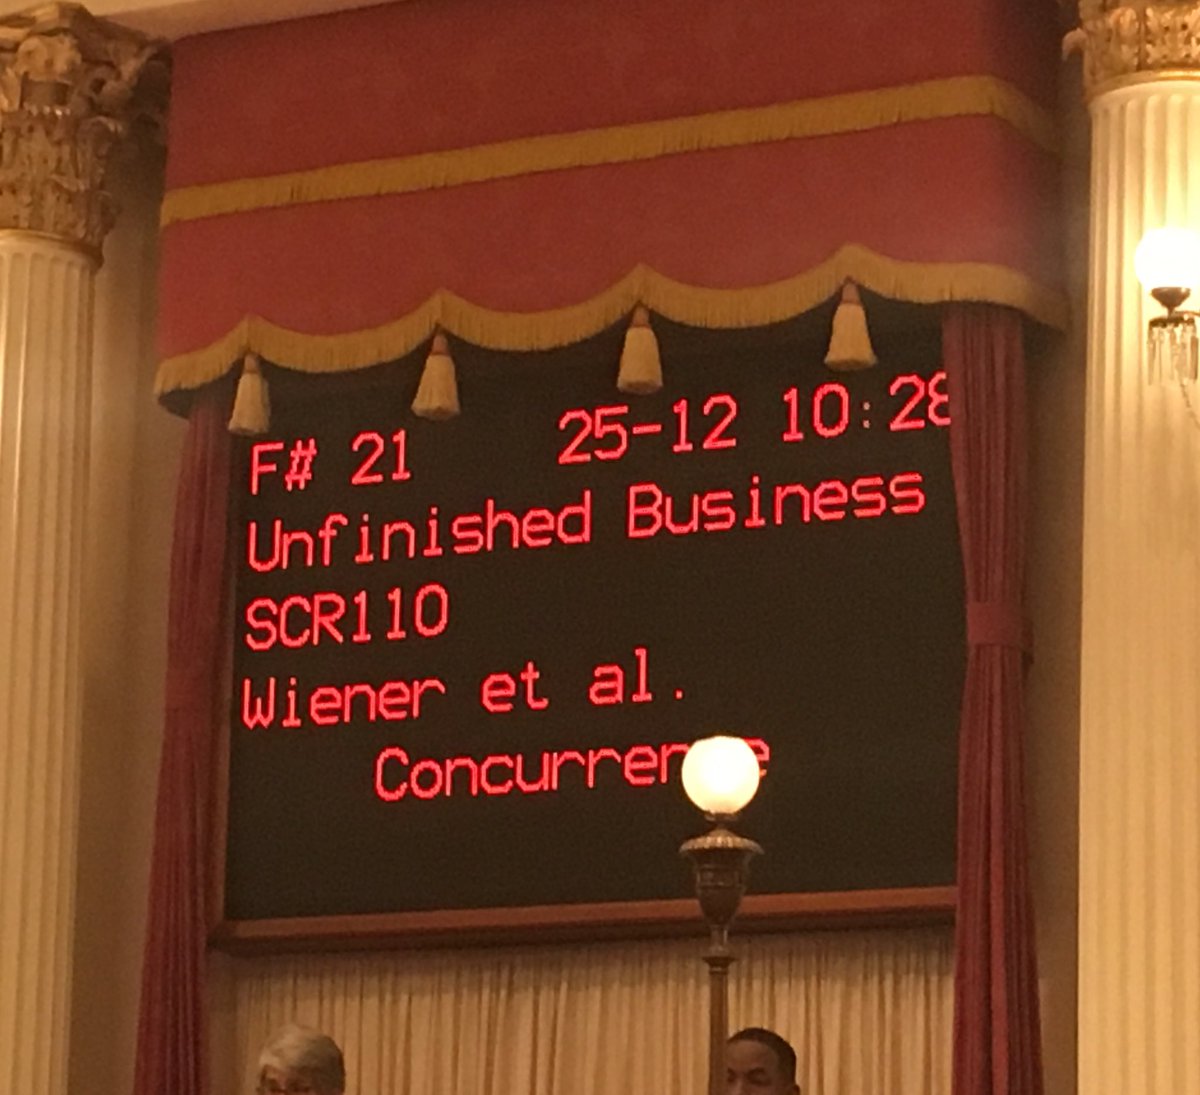 F# 21 25-12 10:28
Unfinished Business
SCR110
Wiener et al.
Concurrence